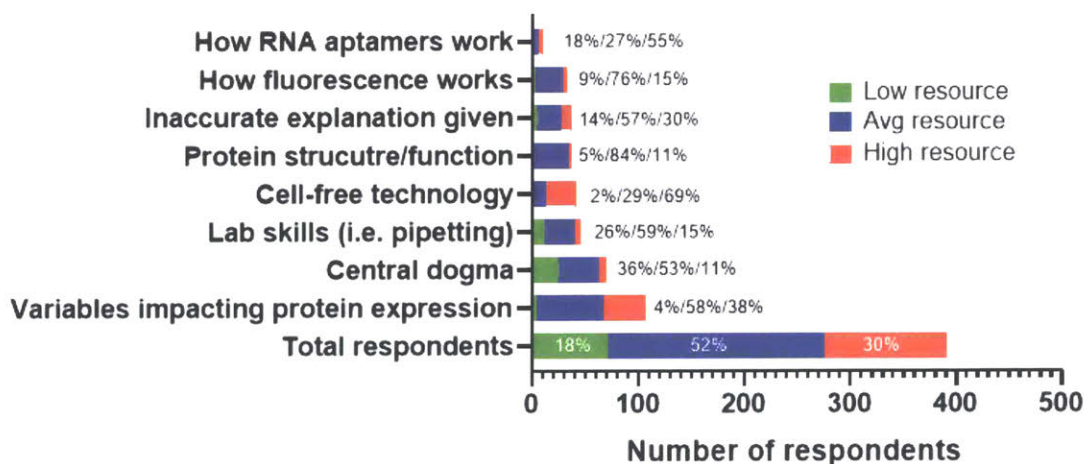 How RNA aptamers work 18%/27%/55%
How fluorescence works 9%/76%/15%
Inaccurate explanation given 14%/57%/30%
Protein strucutre/function 5%/84%/11%
Cell-free technology 2%/29%/69%
Lab skills (i.e. pipetting) 26%/59%/15%
Central dogma 36%/53%/11%
Variables impacting protein expression 4%/58%/38%
Total respondents 18% 52% 30%
Low resource
Avg resource
High resource
0 100 200 300 400 500
Number of respondents